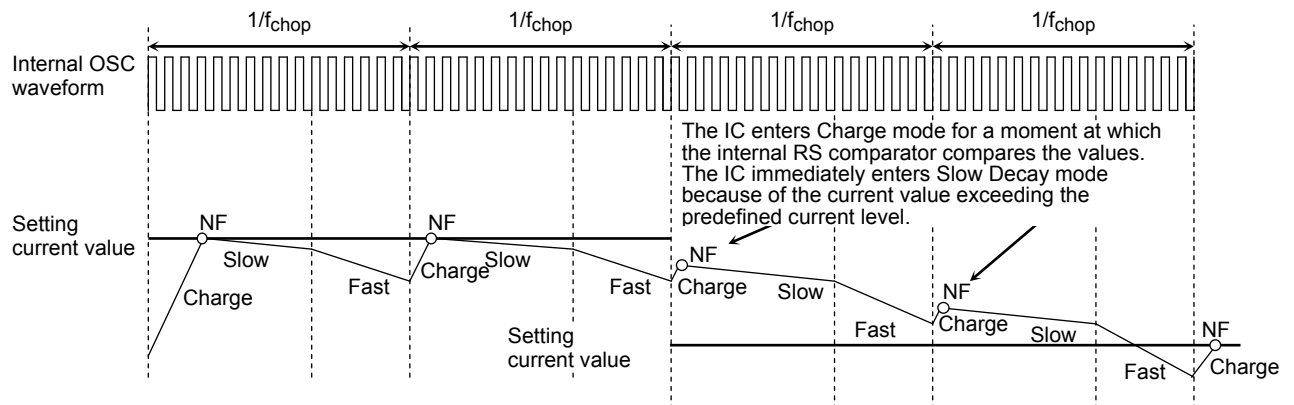 1/fchop 1/fchop 1/fchop 1/fchop
Internal OSC
waveform
The IC enters Charge mode for a moment at which
the internal RS comparator compares the values.
The IC immediately enters Slow Decay mode
because of the current value exceeding the
predefined current level.
Setting
current value
NF
Slow
Charge
Fast
NF
Charge
Slow
Fast
NF
Charge
Slow
Fast
NF
Charge
Slow
Fast
NF
Charge
Setting
current value